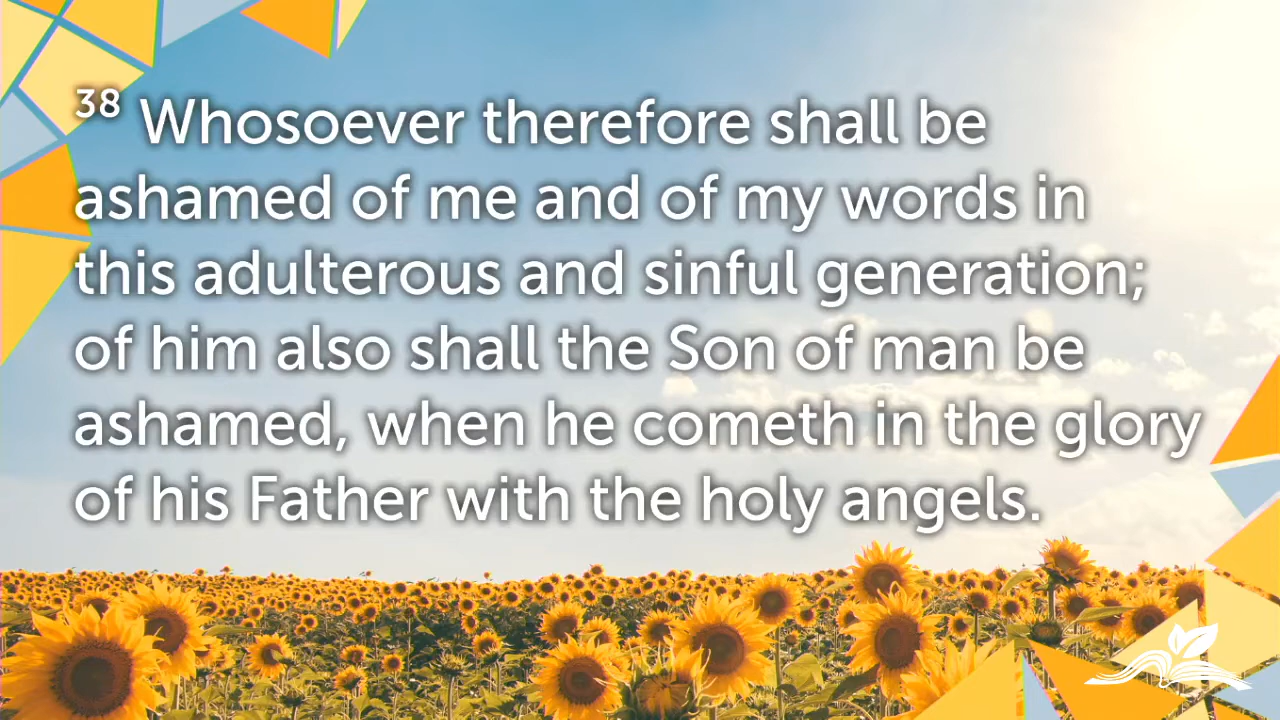 38 Whosoever therefore shall be
ashamed of me and of my words in
this adulterous and sinful generation;
of him also shall the Son of man be
ashamed, when he cometh in the glory
of his Father with the holy angels.